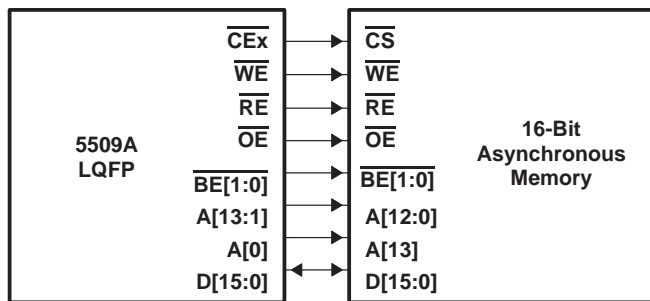 CEx
WE
RE
OE
BE[1:0]
A[13:1]
A[0]
D[15:0]
5509A
LQFP
CS
WE
RE
OE
BE[1:0]
A[12:0]
A[13]
D[15:0]
16-Bit
Asynchronous
Memory